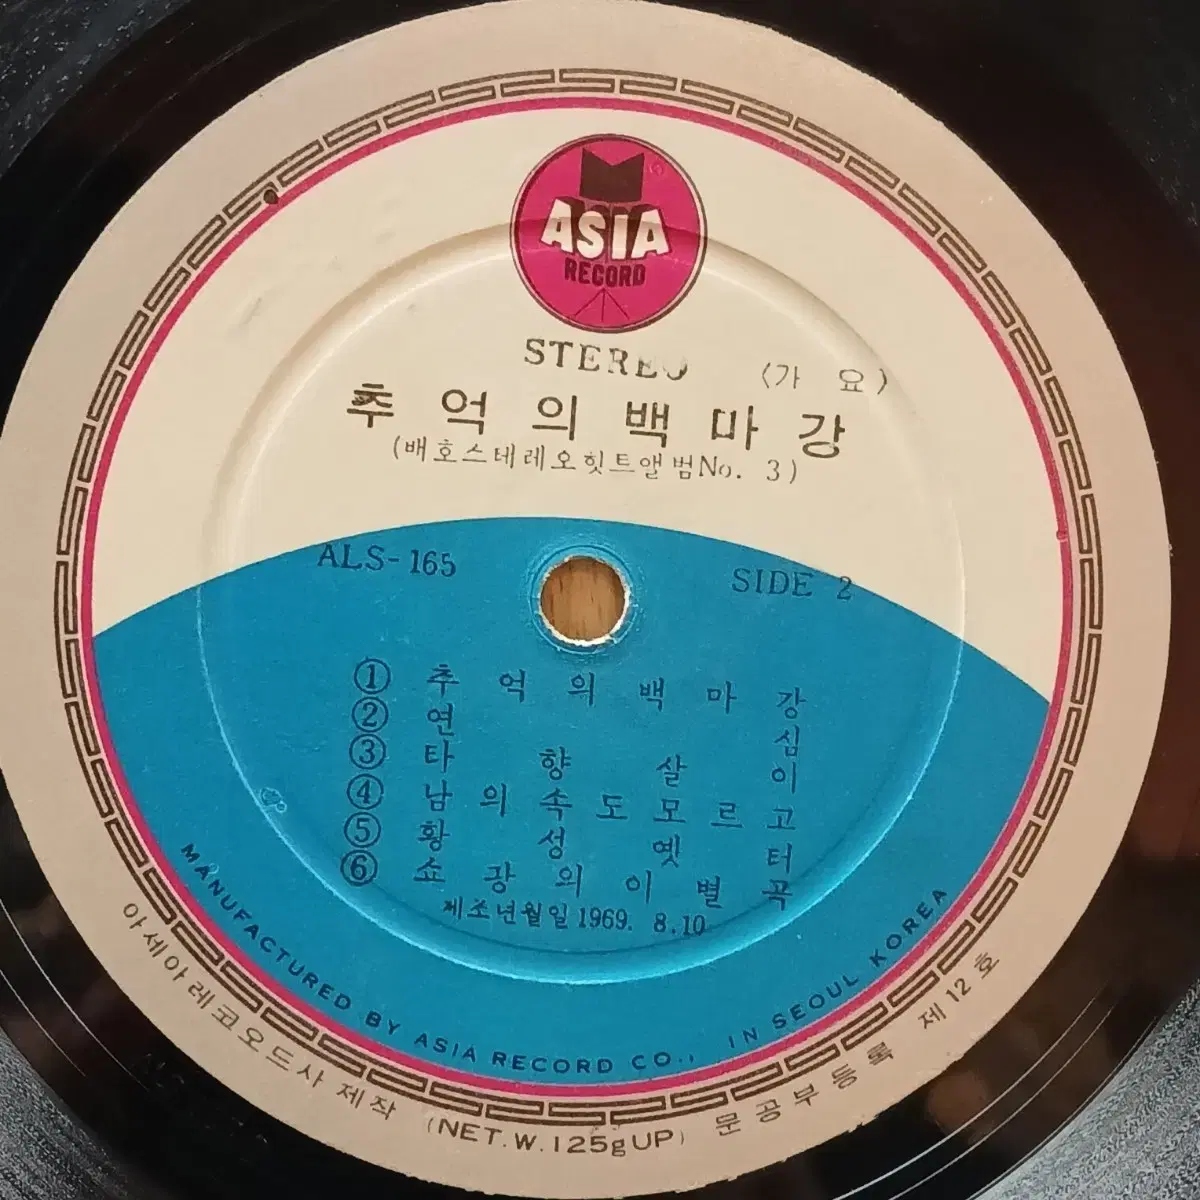 ASIA
RECORD
STEREO
〈가 요〉
추억의백마강
(배호스테레오힛트앨범No. 3)
ALS-165
SIDE 2
① 추억의백마강
② 연심
③ 타향살이
④ 남의속도모르고
⑤ 황성옛터
⑥ 쇼광의이별곡
제조년월일1969. 8.10
MANUFACTURED BY ASIA RECORD CO., IN SEOUL KOREA
아세아레코오드사제작 (NET.W.125gUP) 문공부등록 제12호